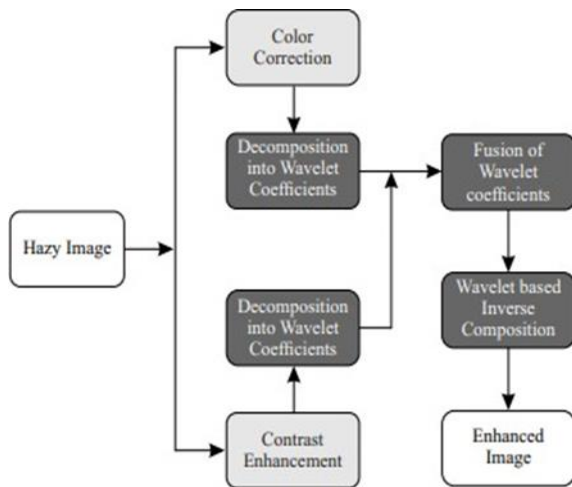 Color
Correction
Decomposition
into Wavelet
Coefficients
Fusion of
Wavelet
coefficients
Hazy Image
Decomposition
into Wavelet
Coefficients
Wavelet based
Inverse
Composition
Contrast
Enhancement
Enhanced
Image